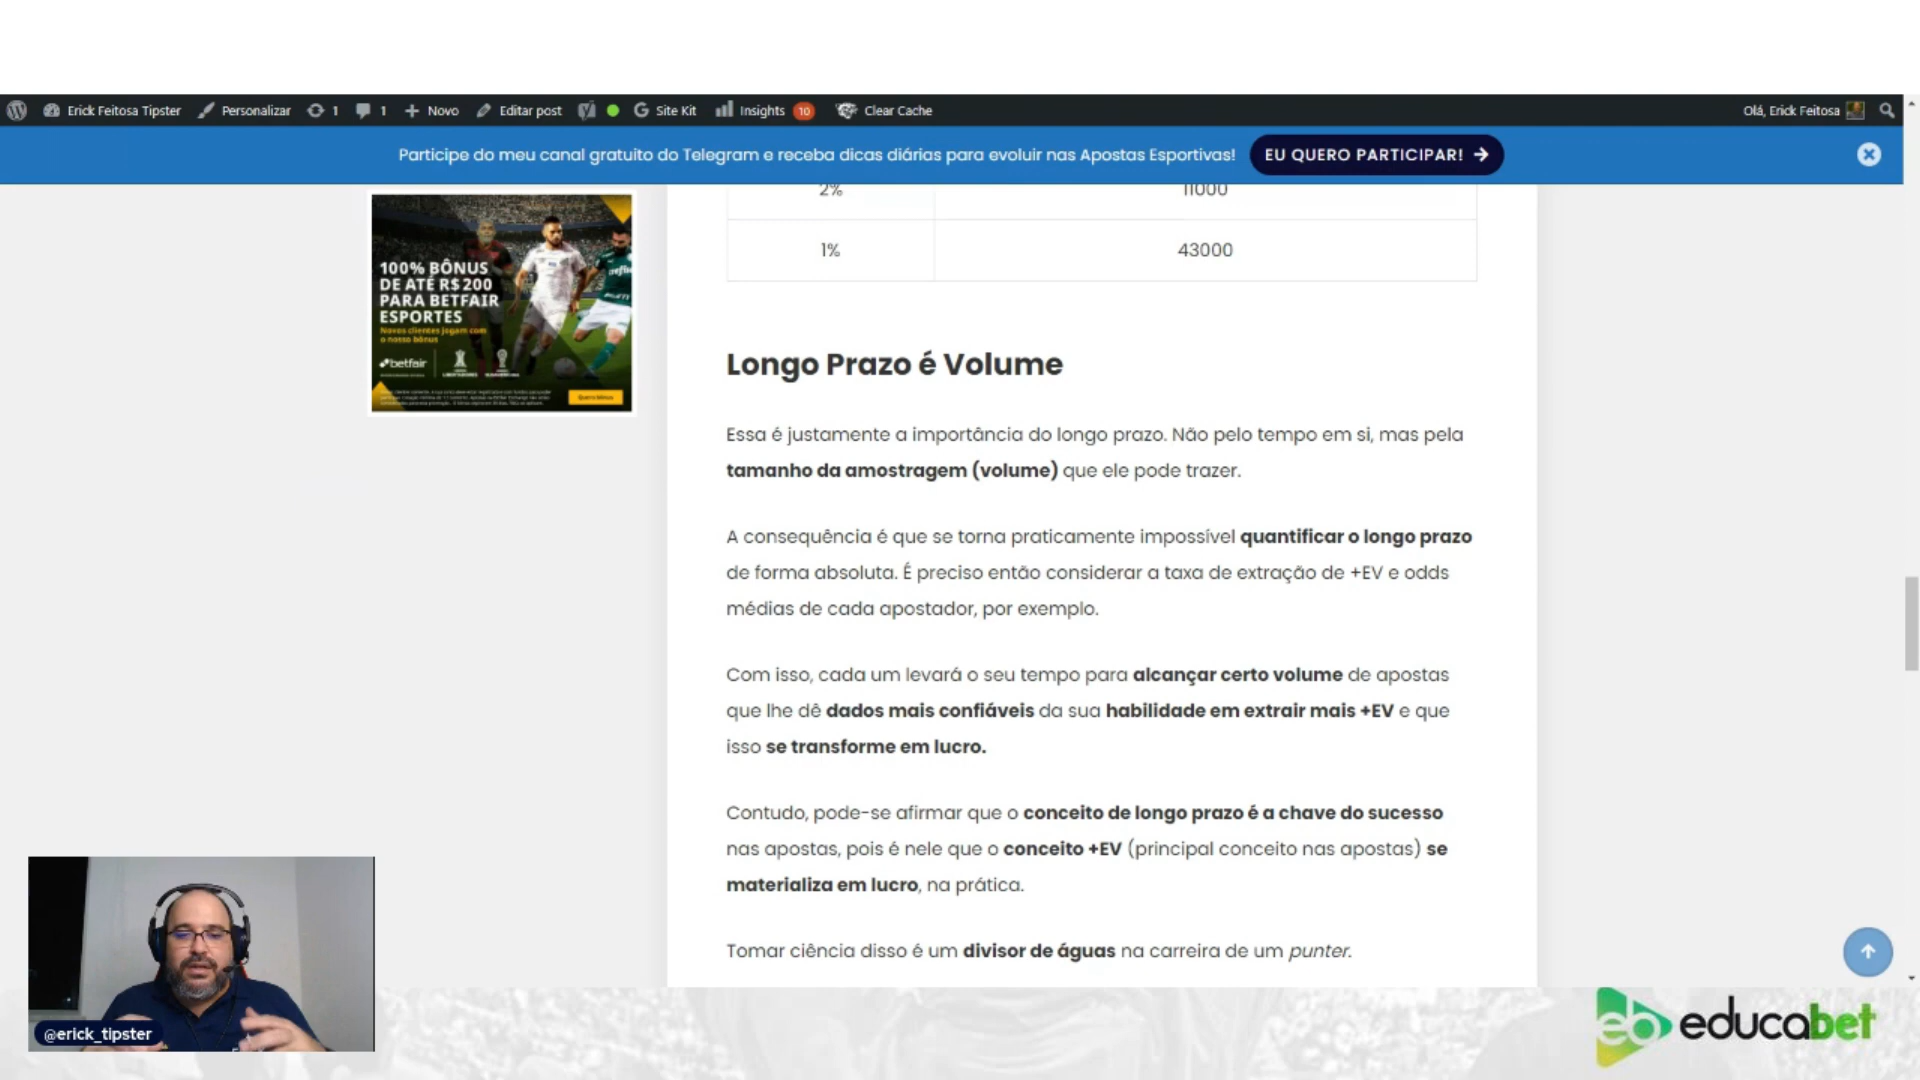 Erick Feitosa Tipster Personalizar 1 1 Novo Editar post Site Kit Insights 10 Clear Cache Olá, Erick Feitosa
Participe do meu canal gratuito do Telegram e receba dicas diárias para evoluir nas Apostas Esportivas! EU QUERO PARTICIPAR!
2% 11000
1% 43000
100% BÔNUS
DE ATÉ R$200
PARA BETFAIR
ESPORTES
Novos clientes jogam com
o nosso bônus
betfair
Longo Prazo é Volume
Essa é justamente a importância do longo prazo. Não pelo tempo em si, mas pela
tamanho da amostragem (volume) que ele pode trazer.
A consequência é que se torna praticamente impossível quantificar o longo prazo
de forma absoluta. É preciso então considerar a taxa de extração de +EV e odds
médias de cada apostador, por exemplo.
Com isso, cada um levará o seu tempo para alcançar certo volume de apostas
que lhe dê dados mais confiáveis da sua habilidade em extrair mais +EV e que
isso se transforme em lucro.
Contudo, pode-se afirmar que o conceito de longo prazo é a chave do sucesso
nas apostas, pois é nele que o conceito +EV (principal conceito nas apostas) se
materializa em lucro, na prática.
Tomar ciência disso é um divisor de águas na carreira de um punter.
@erick_tipster
eb educabet